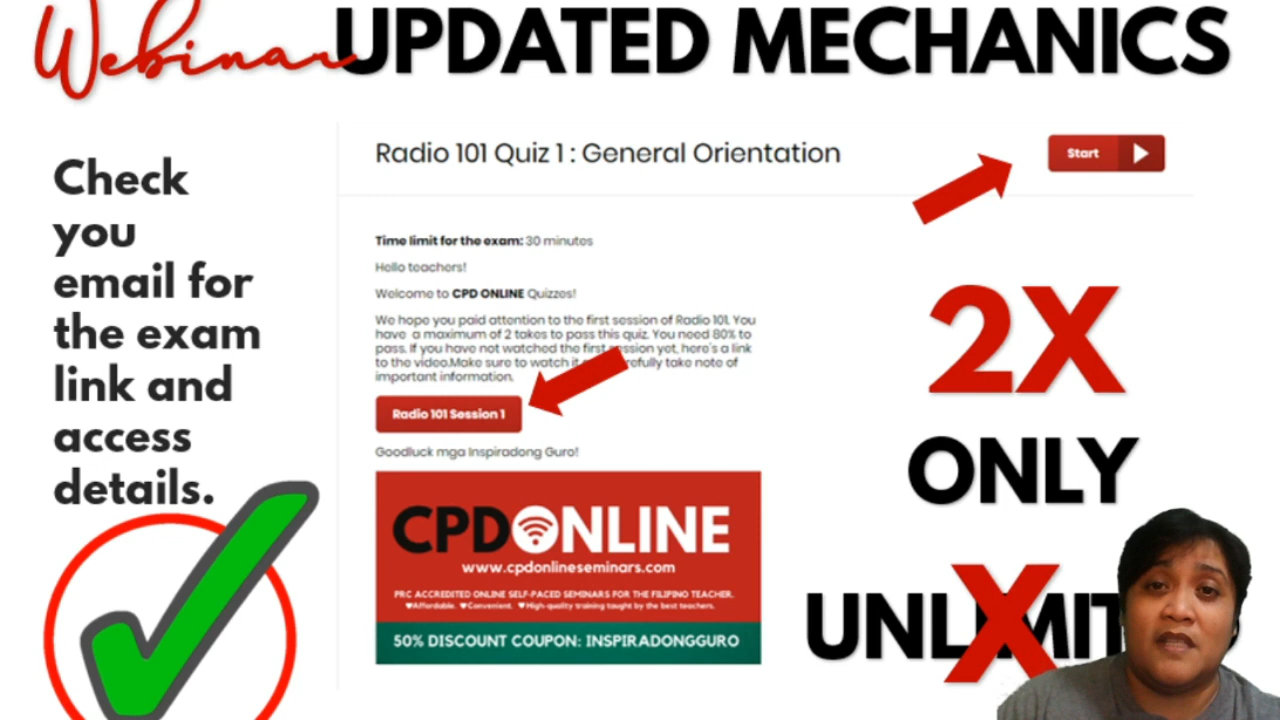 Webinar UPDATED MECHANICS
Check
you
email for
the exam
link and
access
details.
Radio 101 Quiz 1 : General Orientation
Start
Time limit for the exam: 30 minutes
Hello teachers!
Welcome to CPD ONLINE Quizzes!
We hope you paid attention to the first session of Radio 101. You
have a maximum of 2 takes to pass this quiz. You need 80% to
pass. If you have not watched the first session yet, here's a link
to the video.Make sure to watch it take note of
important information.
Radio 101 Session 1
Goodluck mga Inspiradong Guro!
CPD ONLINE
www.cpdonlineseminars.com
PRC ACCREDITED ONLINE SELF-PACED SEMINARS FOR THE FILIPINO TEACHER.
♥Affordable. ♥Convenient. ♥High-quality training taught by the best teachers.
50% DISCOUNT COUPON: INSPIRADONGGURO
2X
ONLY
X